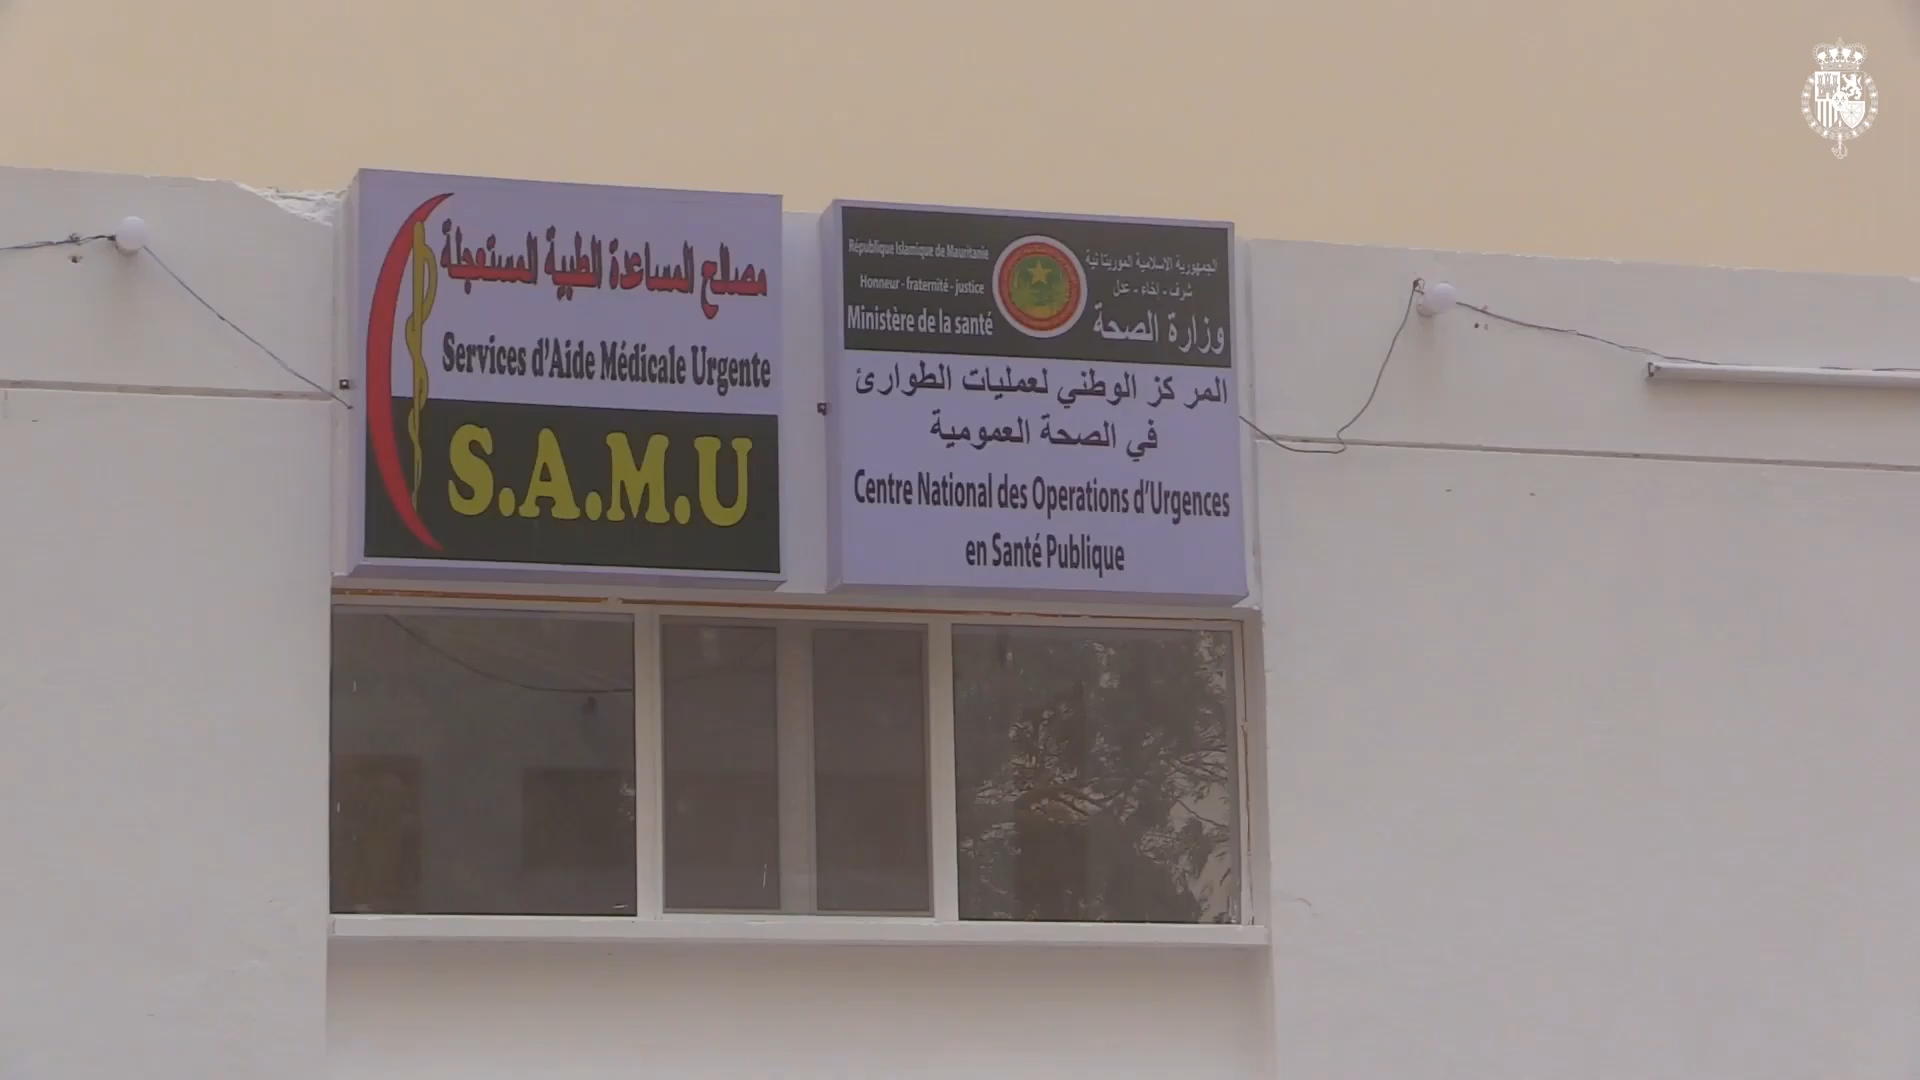 مصالح المساعدة الطبية المستعجلة
Services d'Aide Médicale Urgente
S.A.M.U
République Islamique de Mauritanie
Honneur - fraternité - justice
Ministère de la santé
الجمهورية الاسلامية الموريتانية
شرف - إخاء - عدل
وزارة الصحة
المركز الوطني لعمليات الطوارئ
في الصحة العمومية
Centre National des Operations d'Urgences
en Santé Publique